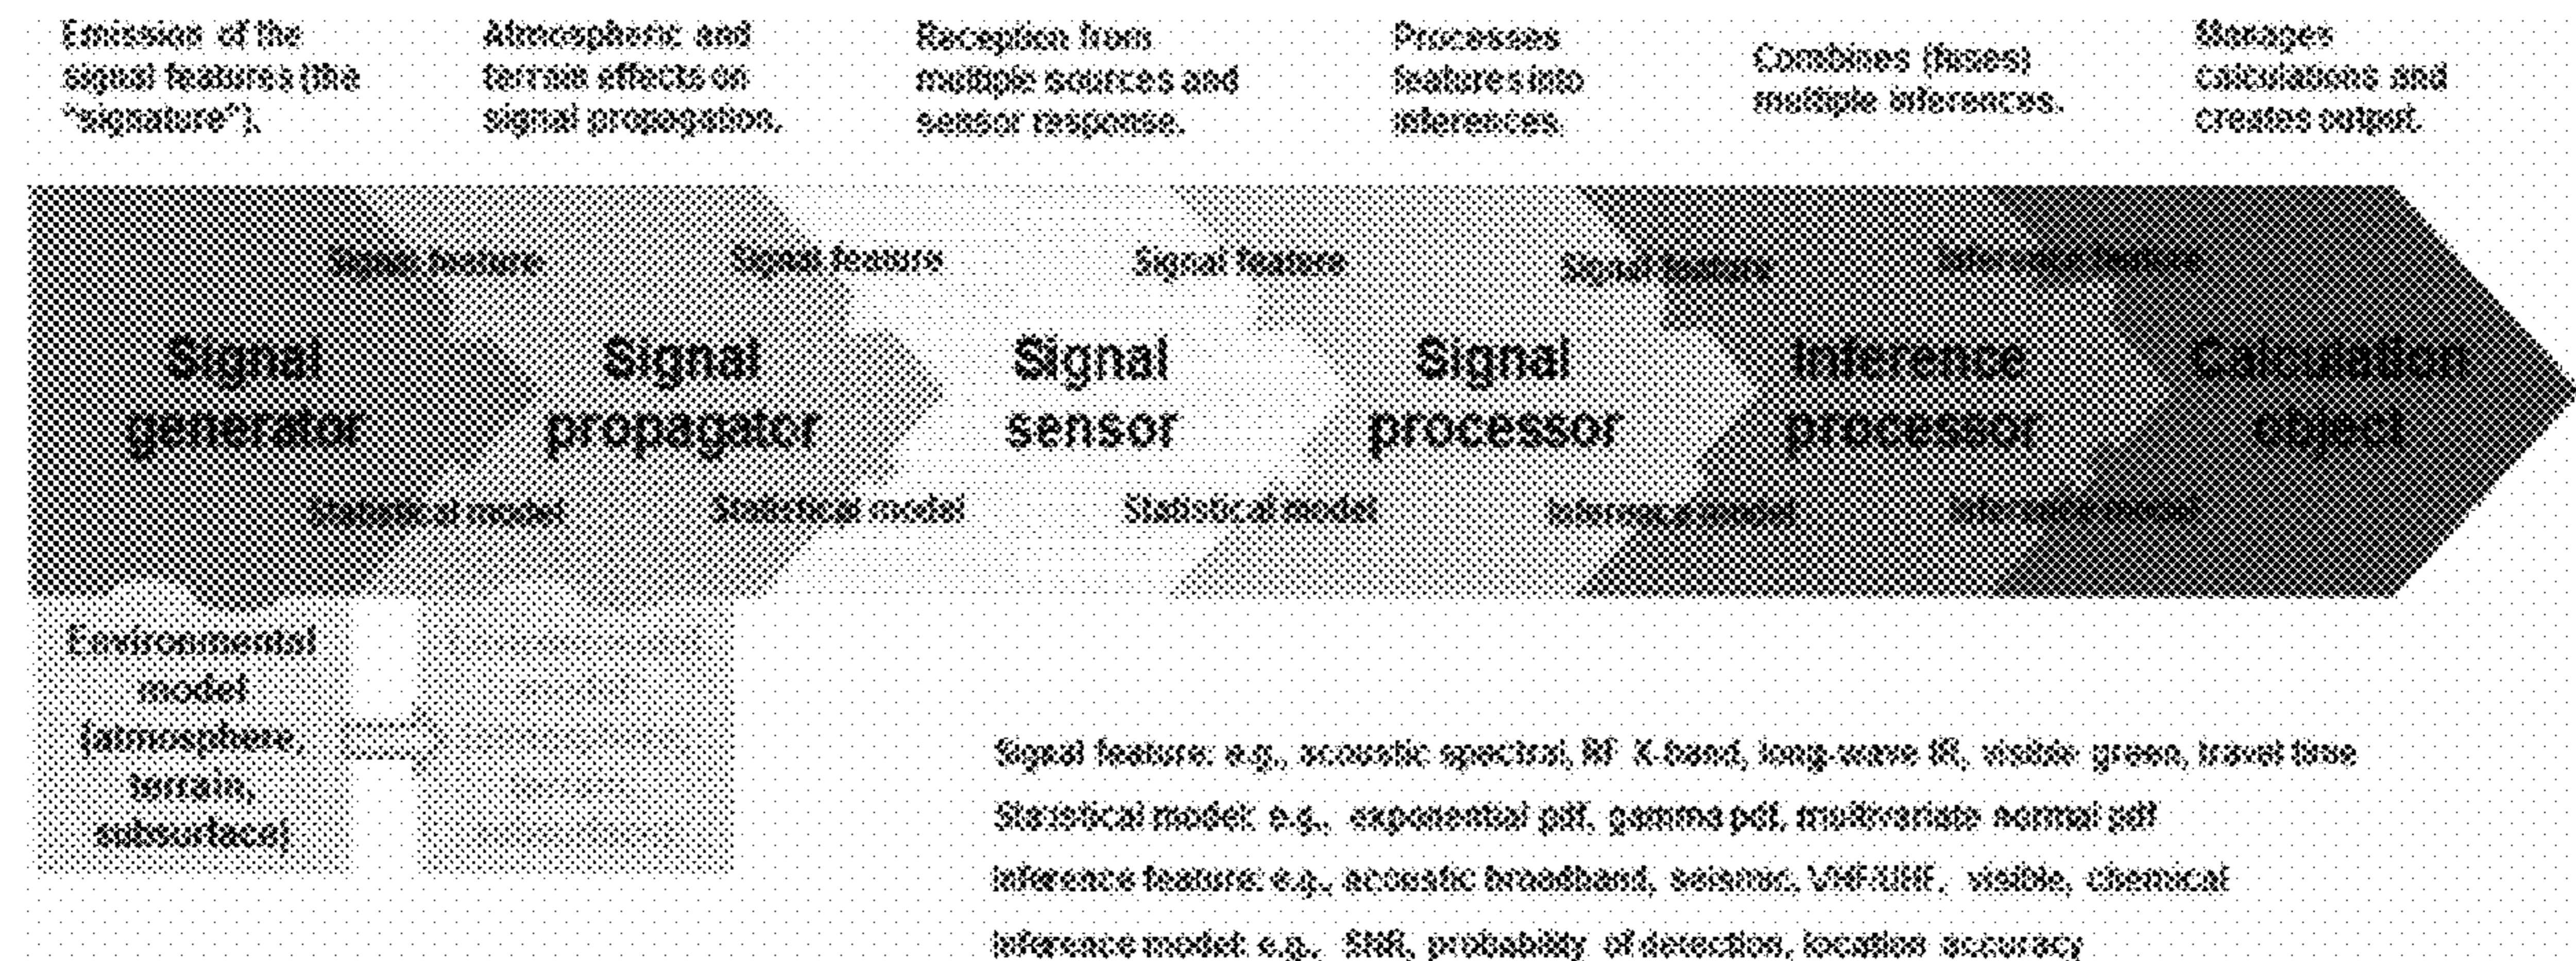 Emission of the
signal features (the
"signature").
Atmospheric and
terrain effects on
signal propagation.
Reception from
multiple sources and
sensor response.
Processes
features into
inferences.
Combines (fuses)
multiple inferences.
Manages
calculations and
creates output.
Signal feature
Signal feature
Signal feature
Signal feature
Inference feature
Signal
generator
Signal
propagator
Signal
sensor
Signal
processor
Inference
processor
Calculation
object
Statistical model
Statistical model
Statistical model
Inference model
Inference model
Environmental
model
(atmosphere,
terrain,
subsurface)
Signal feature: e.g., acoustic spectral, RF X-band, long-wave IR, visible green, travel time
Statistical model: e.g., exponential pdf, gamma pdf, multivariate normal pdf
Inference feature: e.g., acoustic broadband, seismic, VHF-UHF, visible, chemical
Inference model: e.g., SNR, probability of detection, location accuracy